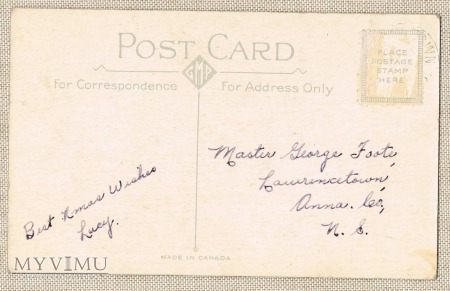 POST CARD
GMP
For Correspondence
For Address Only
PLACE
POSTAGE
STAMP
HERE
Best Xmas Wishes
Lucy.
Master George Foote,
Lawrencetown,
Anna. Co,
N. S.
MADE IN CANADA
MYVIMU